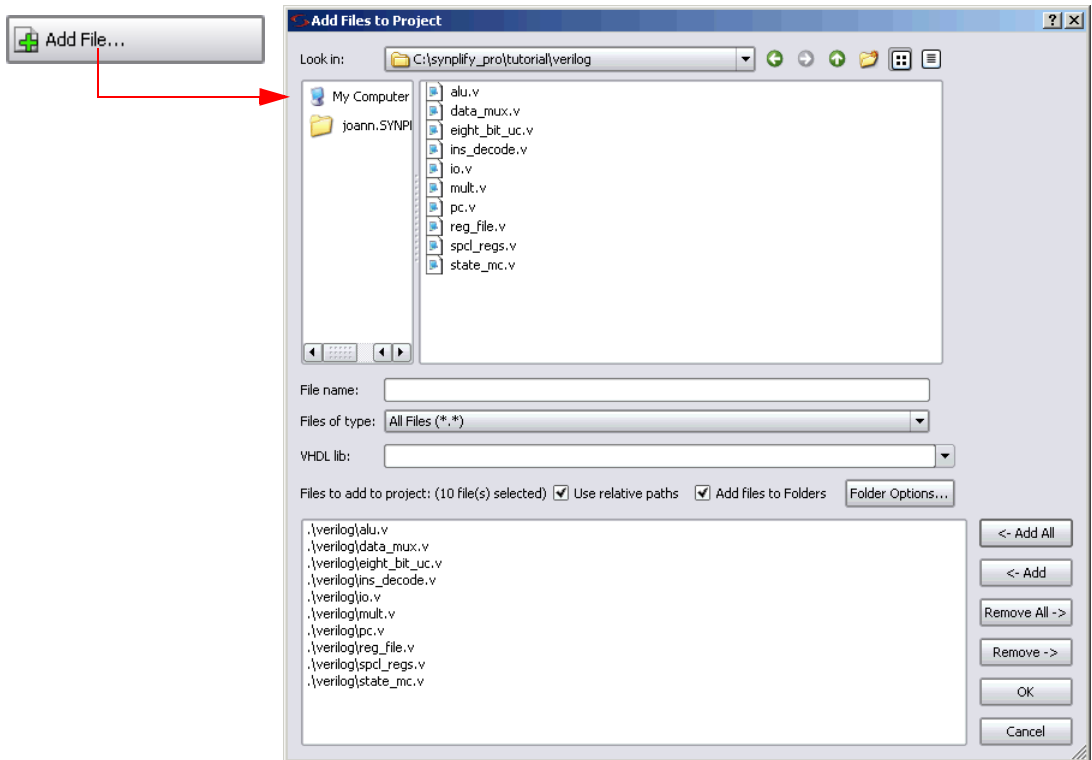 Add File...
Add Files to Project
Look in:
C:\synplify_pro\tutorial\verilog
My Computer
joann.SYNPI
alu.v
data_mux.v
eight_bit_uc.v
ins_decode.v
io.v
mult.v
pc.v
reg_file.v
spcl_regs.v
state_mc.v
File name:
Files of type: All Files (*.*)
VHDL lib:
Files to add to project: (10 file(s) selected) Use relative paths Add files to Folders Folder Options...
.\verilog\alu.v
.\verilog\data_mux.v
.\verilog\eight_bit_uc.v
.\verilog\ins_decode.v
.\verilog\io.v
.\verilog\mult.v
.\verilog\pc.v
.\verilog\reg_file.v
.\verilog\spcl_regs.v
.\verilog\state_mc.v
<- Add All
<- Add
Remove All ->
Remove ->
OK
Cancel